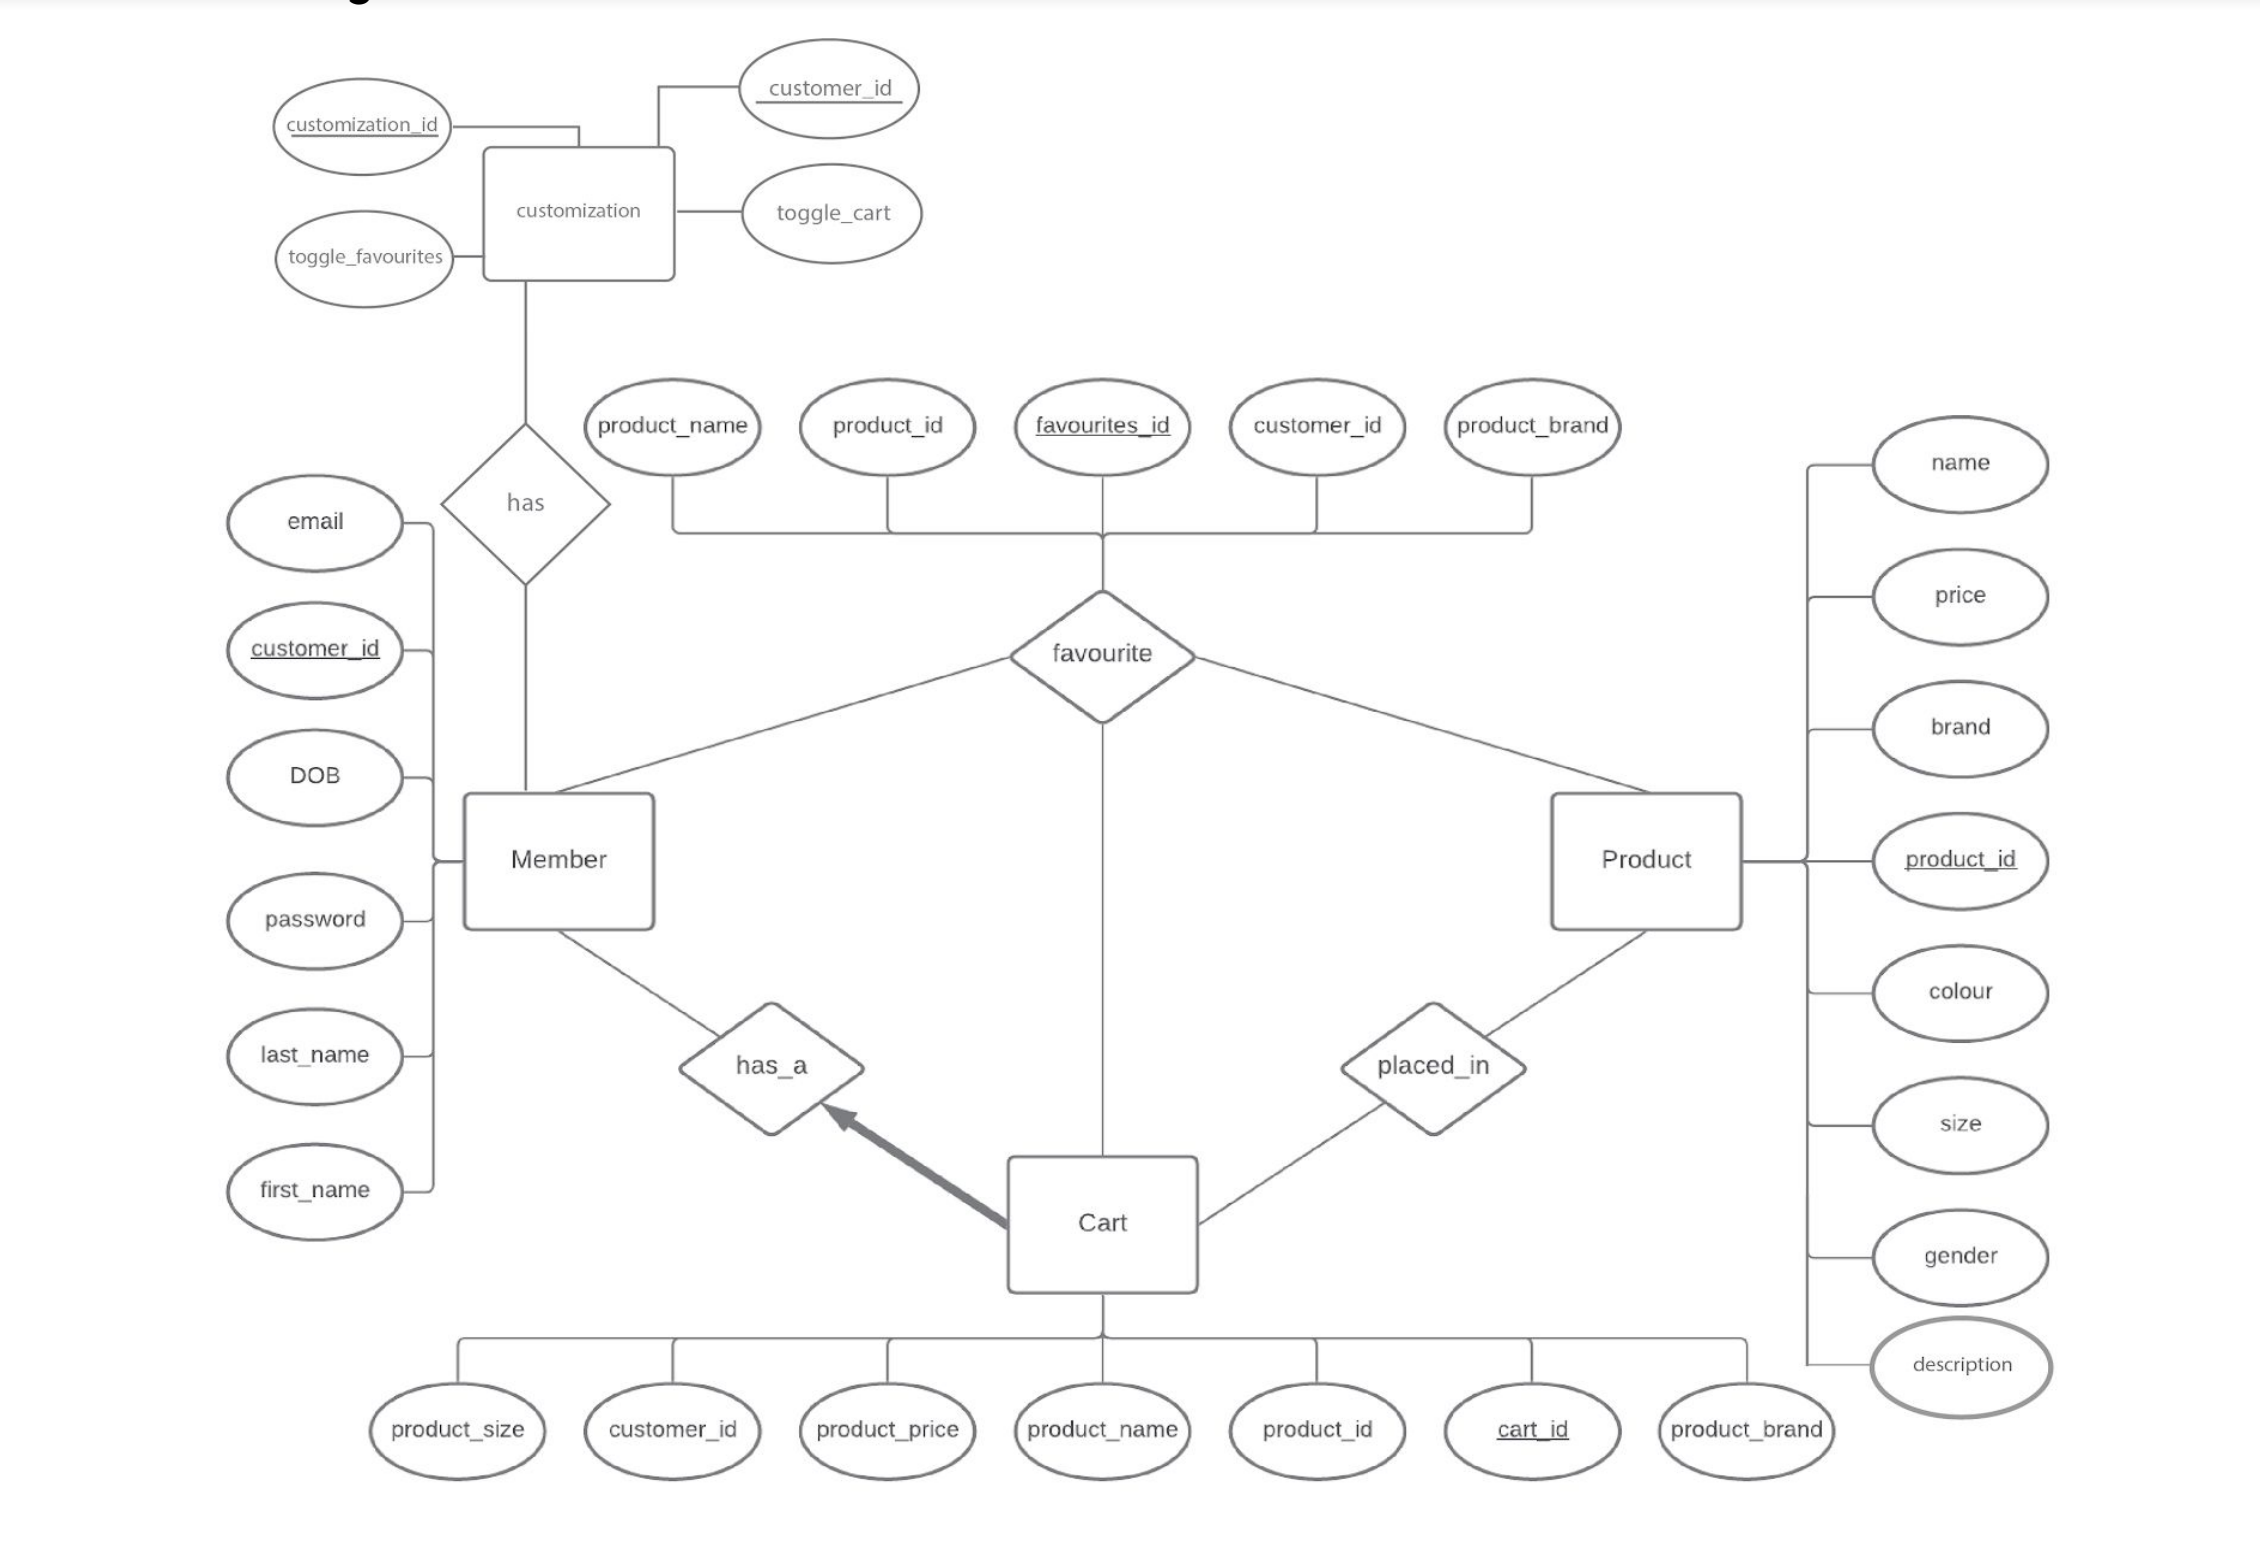 customer_id
customization_id
customization
toggle_cart
toggle_favourites
product_name
product_id
favourites_id
customer_id
product_brand
name
has
email
price
customer_id
favourite
brand
DOB
Member
Product
product_id
password
colour
last_name
has_a
placed_in
size
first_name
Cart
gender
description
product_size
customer_id
product_price
product_name
product_id
cart_id
product_brand